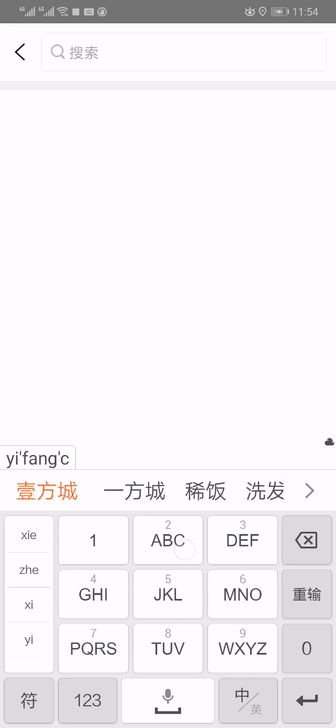 46 46 11:54
搜索
yi'fang'c
壹方城 一方城 稀饭 洗发
xie
zhe
xi
yi
1
2
ABC
3
DEF
4
GHI
5
JKL
6
MNO
重输
7
PQRS
8
TUV
9
WXYZ
0
符
123
中/英